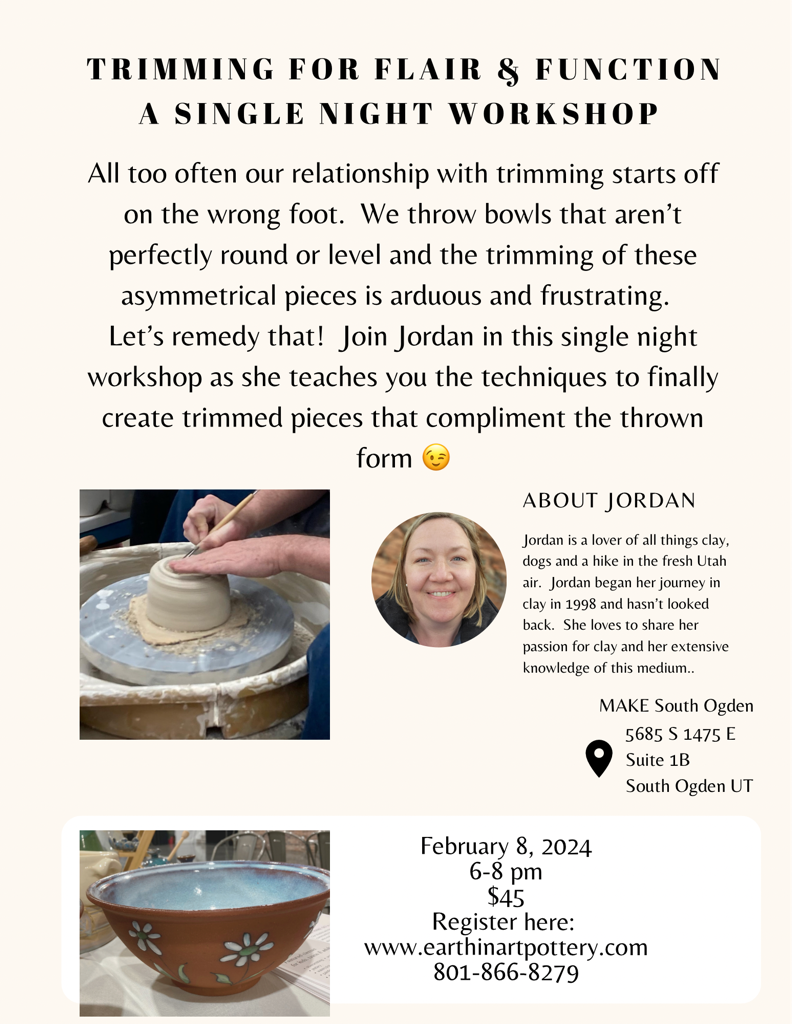 TRIMMING FOR FLAIR & FUNCTION
A SINGLE NIGHT WORKSHOP
All too often our relationship with trimming starts off
on the wrong foot.  We throw bowls that aren’t
perfectly round or level and the trimming of these
asymmetrical pieces is arduous and frustrating.
Let’s remedy that!  Join Jordan in this single night
workshop as she teaches you the techniques to finally
create trimmed pieces that compliment the thrown
form 😉
ABOUT JORDAN
Jordan is a lover of all things clay,
dogs and a hike in the fresh Utah
air.  Jordan began her journey in
clay in 1998 and hasn’t looked
back.  She loves to share her
passion for clay and her extensive
knowledge of this medium..
MAKE South Ogden
5685 S 1475 E
Suite 1B
South Ogden UT
February 8, 2024
6-8 pm
$45
Register here:
www.earthinartpottery.com
801-866-8279